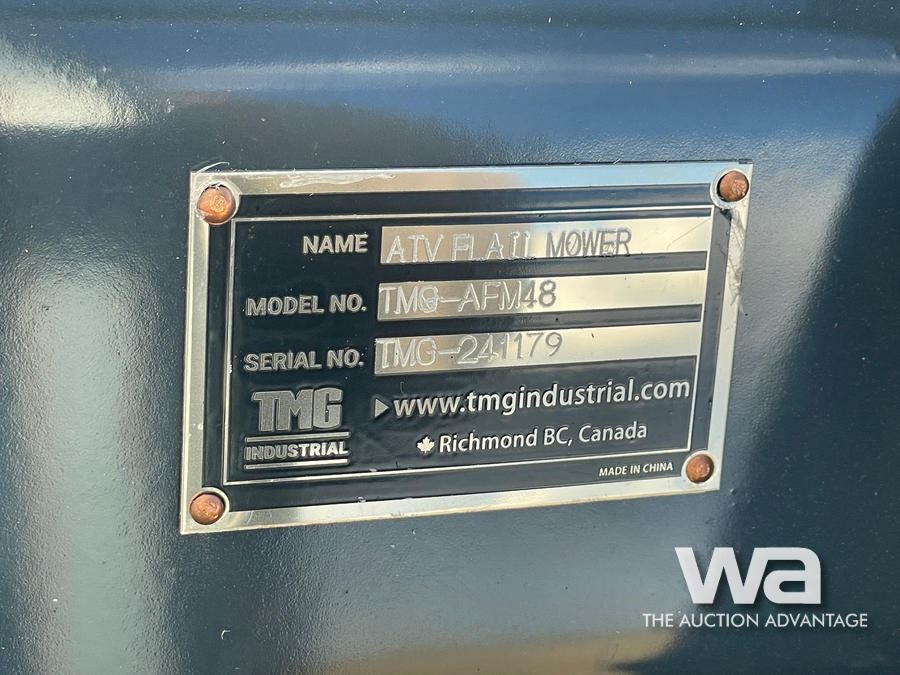 NAME ATV FLAIL MOWER
MODEL NO. TMG-AFM48
SERIAL NO. TMG-241179
TMG
INDUSTRIAL
www.tmgindustrial.com
Richmond BC, Canada
MADE IN CHINA
wa
THE AUCTION ADVANTAGE